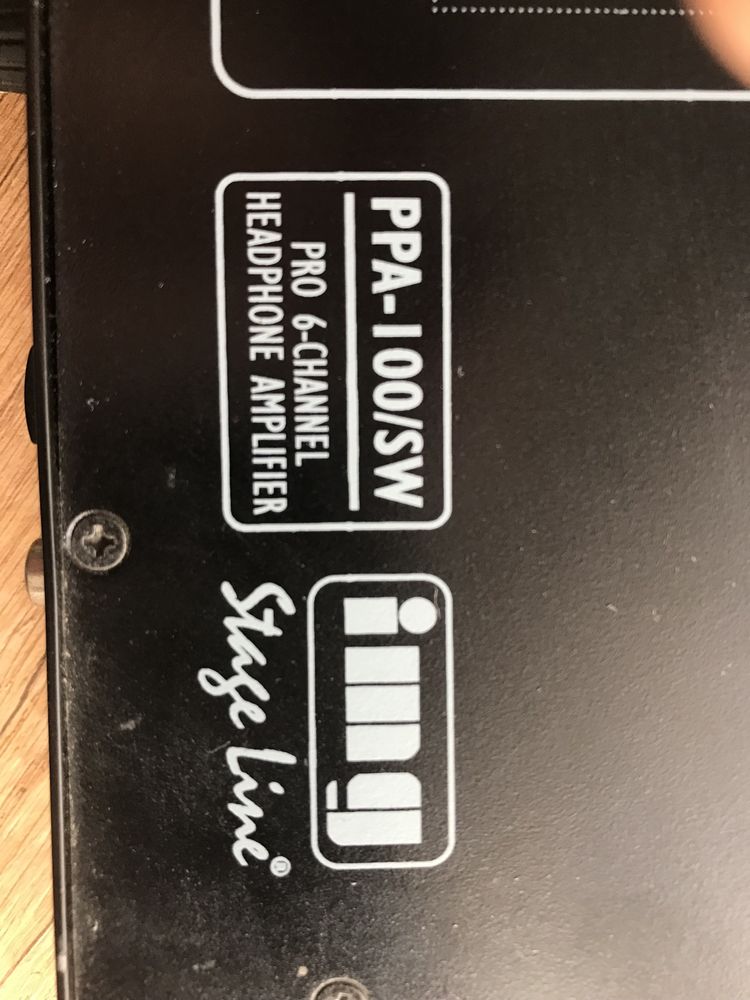 PPA-100/SW
PRO 6-CHANNEL
HEADPHONE AMPLIFIER
img
Stage Line®